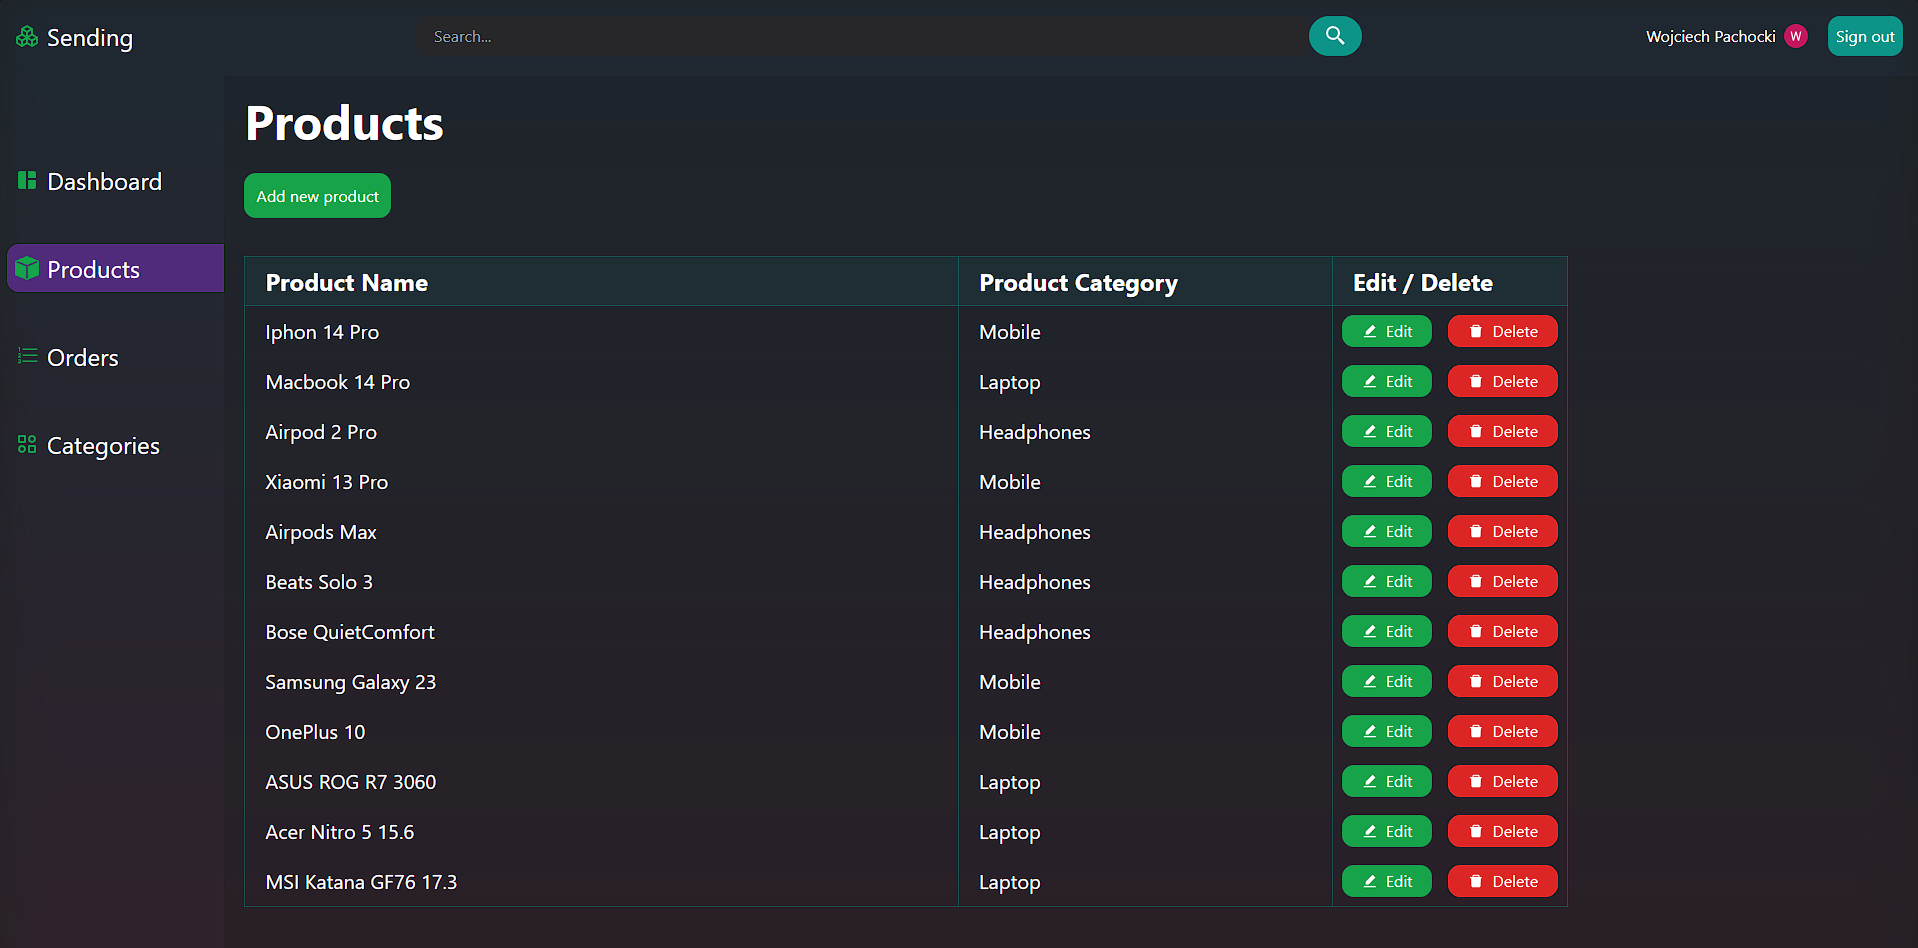 Sending
Search...
Wojciech Pachocki W
Sign out
Dashboard
Products
Orders
Categories
Products
Add new product
Product Name Product Category Edit / Delete
Iphon 14 Pro Mobile Edit Delete
Macbook 14 Pro Laptop Edit Delete
Airpod 2 Pro Headphones Edit Delete
Xiaomi 13 Pro Mobile Edit Delete
Airpods Max Headphones Edit Delete
Beats Solo 3 Headphones Edit Delete
Bose QuietComfort Headphones Edit Delete
Samsung Galaxy 23 Mobile Edit Delete
OnePlus 10 Mobile Edit Delete
ASUS ROG R7 3060 Laptop Edit Delete
Acer Nitro 5 15.6 Laptop Edit Delete
MSI Katana GF76 17.3 Laptop Edit Delete